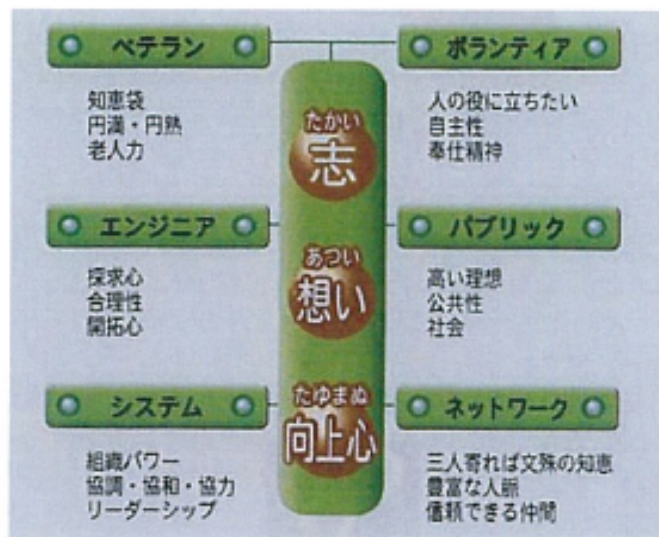 ベテラン
知恵袋
円満・円熟
老人力
ボランティア
人の役に立ちたい
自主性
奉仕精神
たかい
志
エンジニア
探求心
合理性
開拓心
パブリック
高い理想
公共性
社会
あつい
想い
システム
組織パワー
協調・協和・協力
リーダーシップ
ネットワーク
三人寄れば文殊の知恵
豊富な人脈
信頼できる仲間
たゆまぬ
向上心